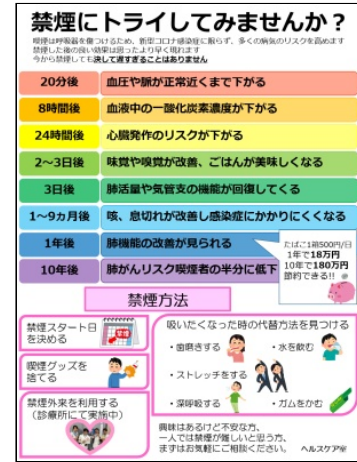 禁煙にトライしてみませんか？
喫煙は呼吸器を傷つけるため、新型コロナ感染症に限らず、多くの病気のリスクを高めます
禁煙した後の良い効果は思ったより早く現れます
今から禁煙しても決して遅すぎることはありません
20分後 血圧や脈が正常近くまで下がる
8時間後 血液中の一酸化炭素濃度が下がる
24時間後 心臓発作のリスクが下がる
2～3日後 味覚や嗅覚が改善、ごはんが美味しくなる
3日後 肺活量や気管支の機能が回復してくる
1～9カ月後 咳、息切れが改善し感染症にかかりにくくなる
1年後 肺機能の改善が見られる
10年後 肺がんリスク喫煙者の半分に低下
たばこ1箱500円/日
1年で18万円
10年で180万円
節約できる!!
禁煙方法
禁煙スタート日
を決める
喫煙グッズを
捨てる
禁煙外来を利用する
（診療所にて実施中）
吸いたくなった時の代替方法を見つける
・歯磨きする ・水を飲む
・ストレッチをする
・深呼吸する ・ガムをかむ
興味はあるけど不安な方、
一人では禁煙が難しいと思う方、
まずはお気軽にご相談ください。 ヘルスケア室